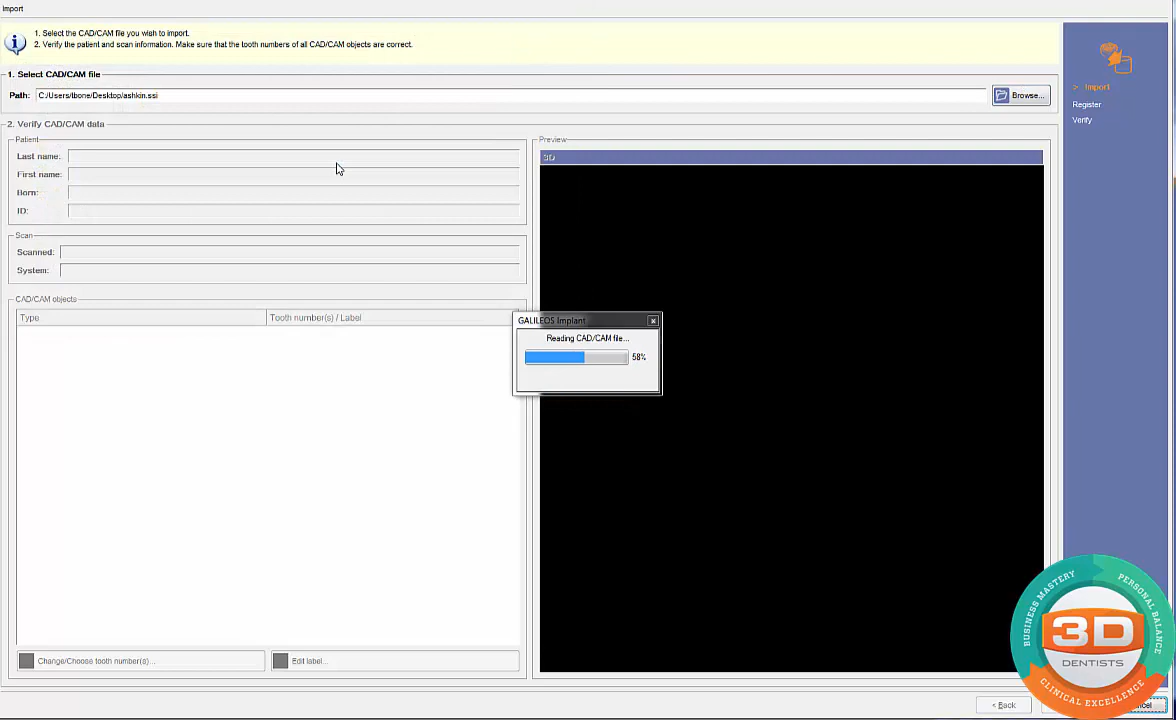 Import
1. Select the CAD/CAM file you wish to import.
2. Verify the patient and scan information. Make sure that the tooth numbers of all CAD/CAM objects are correct.
1. Select CAD/CAM file
Path: C:/Users/tbone/Desktop/ashkin.ssi
Browse...
> Import
Register
Verify
2. Verify CAD/CAM data
Patient
Last name:
First name:
Born:
ID:
Scan
Scanned:
System:
CAD/CAM objects
Type
Tooth number(s) / Label
Change/Choose tooth number(s)...
Edit label...
Preview
3D
GALILEOS Implant
Reading CAD/CAM file...
58%
BUSINESS MASTERY
PERSONAL BALANCE
3D
DENTISTS
CLINICAL EXCELLENCE
< Back